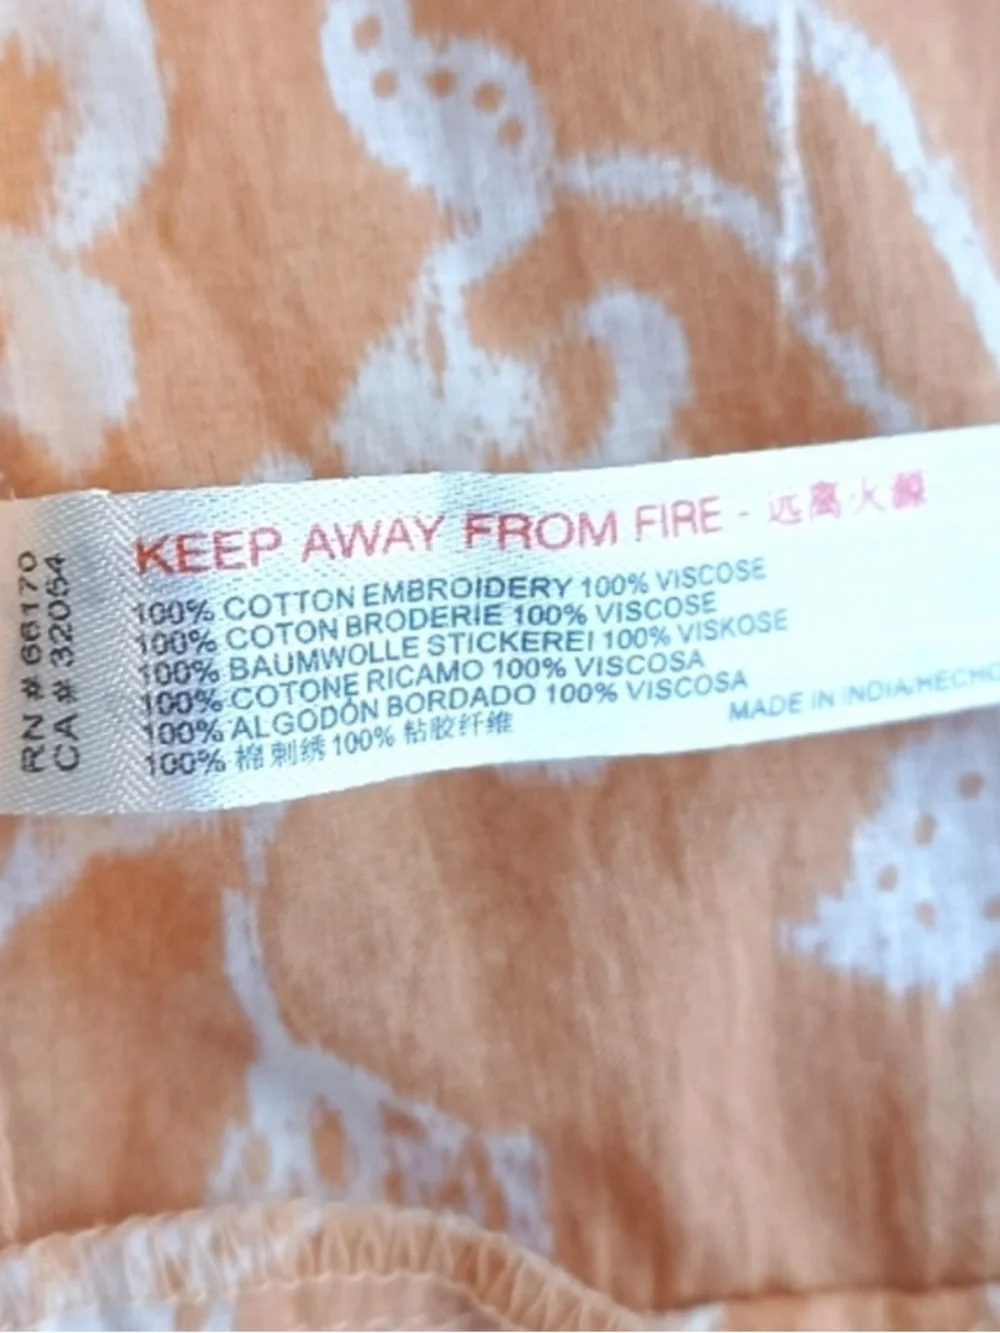 RN # 66170
CA # 32054
KEEP AWAY FROM FIRE - 远离火源
100% COTTON EMBROIDERY 100% VISCOSE
100% COTON BRODERIE 100% VISCOSE
100% BAUMWOLLE STICKEREI 100% VISKOSE
100% COTONE RICAMO 100% VISCOSA
100% ALGODÓN BORDADO 100% VISCOSA
100% 棉刺绣 100% 粘胶纤维
MADE IN INDIA/HECHO